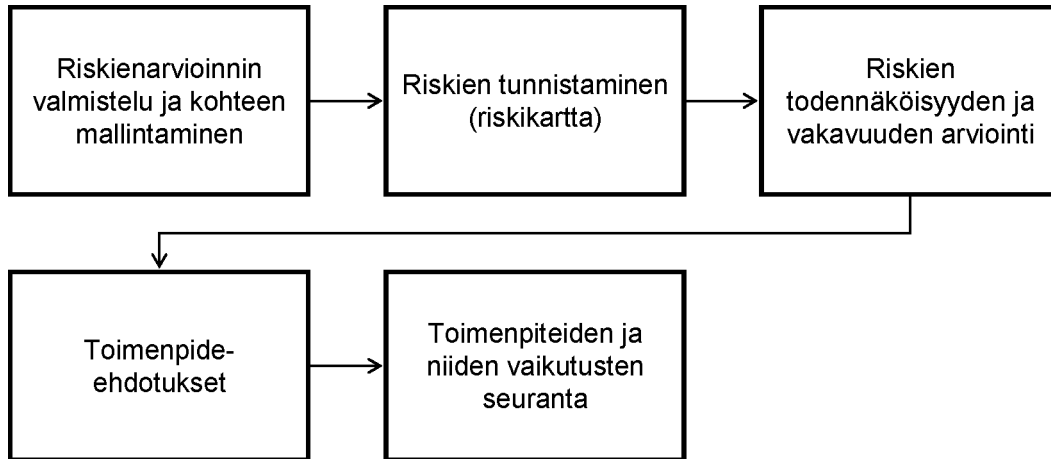 Riskienarvioinnin
valmistelu ja kohteen
mallintaminen
Riskien tunnistaminen
(riskikartta)
Riskien
todennäköisyyden ja
vakavuuden arviointi
Toimenpide-
ehdotukset
Toimenpiteiden ja
niiden vaikutusten
seuranta